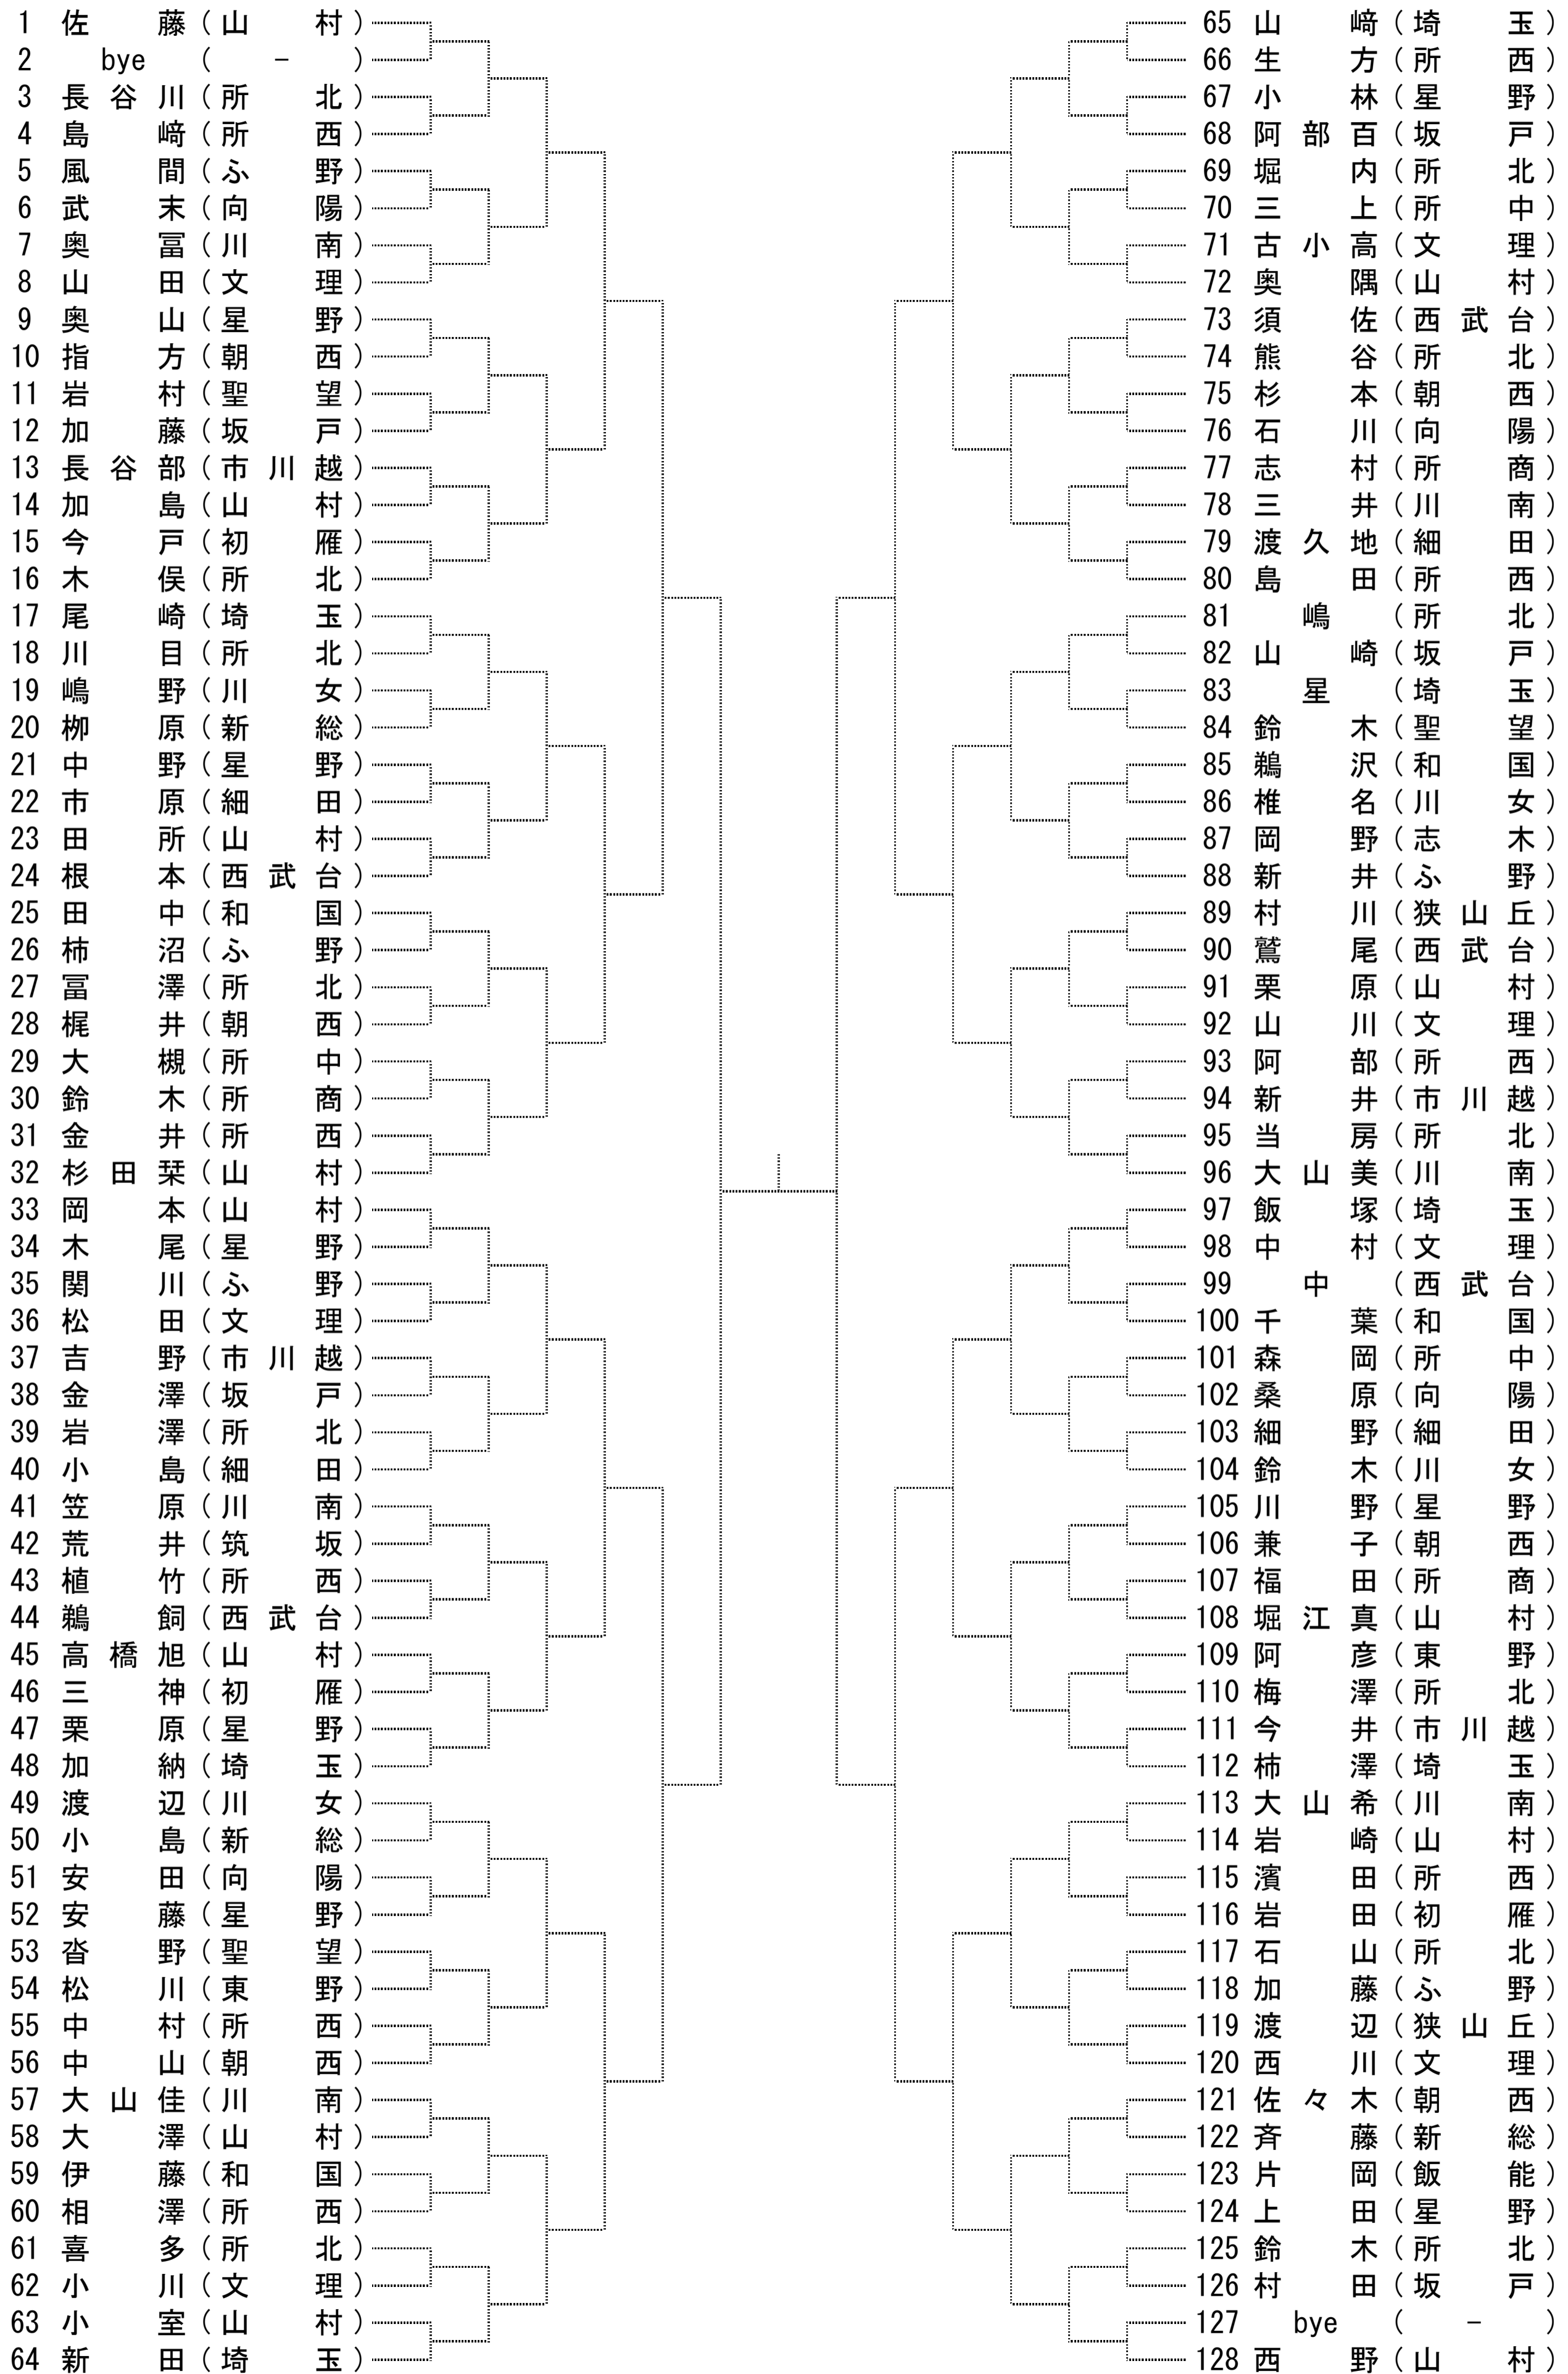 1 佐藤(山村)
2 bye(-)
3 長谷川(所北)
4 島﨑(所西)
5 風間(ふ野)
6 武末(向陽)
7 奥冨(川南)
8 山田(文理)
9 奥山(星野)
10 指方(朝西)
11 岩村(聖望)
12 加藤(坂戸)
13 長谷部(市川越)
14 加島(山村)
15 今戸(初雁)
16 木俣(所北)
17 尾崎(埼玉)
18 川目(所北)
19 嶋野(川女)
20 栁原(新総)
21 中野(星野)
22 市原(細田)
23 田所(山村)
24 根本(西武台)
25 田中(和国)
26 柿沼(ふ野)
27 冨澤(所北)
28 梶井(朝西)
29 大槻(所中)
30 鈴木(所商)
31 金井(所西)
32 杉田栞(山村)
33 岡本(山村)
34 木尾(星野)
35 関川(ふ野)
36 松田(文理)
37 吉野(市川越)
38 金澤(坂戸)
39 岩澤(所北)
40 小島(細田)
41 笠原(川南)
42 荒井(筑坂)
43 植竹(所西)
44 鵜飼(西武台)
45 高橋旭(山村)
46 三神(初雁)
47 栗原(星野)
48 加納(埼玉)
49 渡辺(川女)
50 小島(新総)
51 安田(向陽)
52 安藤(星野)
53 沓野(聖望)
54 松川(東野)
55 中村(所西)
56 中山(朝西)
57 大山佳(川南)
58 大澤(山村)
59 伊藤(和国)
60 相澤(所西)
61 喜多(所北)
62 小川(文理)
63 小室(山村)
64 新田(埼玉)
65 山﨑(埼玉)
66 生方(所西)
67 小林(星野)
68 阿部百(坂戸)
69 堀内(所北)
70 三上(所中)
71 古小高(文理)
72 奥隅(山村)
73 須佐(西武台)
74 熊谷(所北)
75 杉本(朝西)
76 石川(向陽)
77 志村(所商)
78 三井(川南)
79 渡久地(細田)
80 島田(所西)
81 嶋(所北)
82 山崎(坂戸)
83 星(埼玉)
84 鈴木(聖望)
85 鵜沢(和国)
86 椎名(川女)
87 岡野(志木)
88 新井(ふ野)
89 村川(狭山丘)
90 鷲尾(西武台)
91 栗原(山村)
92 山川(文理)
93 阿部(所西)
94 新井(市川越)
95 当房(所北)
96 大山美(川南)
97 飯塚(埼玉)
98 中村(文理)
99 中(西武台)
100 千葉(和国)
101 森岡(所中)
102 桑原(向陽)
103 細野(細田)
104 鈴木(川女)
105 川野(星野)
106 兼子(朝西)
107 福田(所商)
108 堀江真(山村)
109 阿彦(東野)
110 梅澤(所北)
111 今井(市川越)
112 柿澤(埼玉)
113 大山希(川南)
114 岩崎(山村)
115 濱田(所西)
116 岩田(初雁)
117 石山(所北)
118 加藤(ふ野)
119 渡辺(狭山丘)
120 西川(文理)
121 佐々木(朝西)
122 斉藤(新総)
123 片岡(飯能)
124 上田(星野)
125 鈴木(所北)
126 村田(坂戸)
127 bye(-)
128 西野(山村)